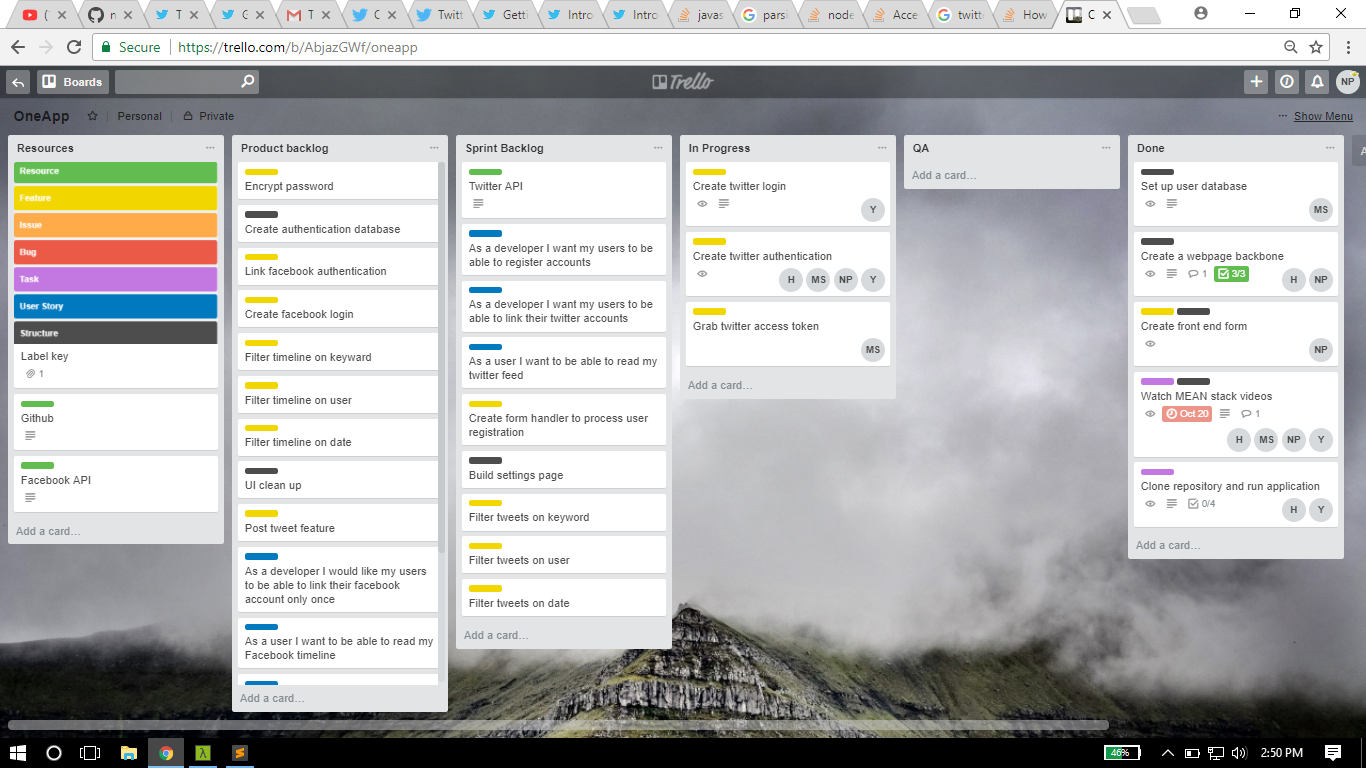 (
n
T
G
T
C
Twitt
Getti
Intro
Intro
javas
parsi
node
Acce
twitt
How
C
Secure
https://trello.com/b/AbjazGWf/oneapp
Boards
Trello
NP
OneApp
Personal
Private
Show Menu
Resources
Resource
Feature
Issue
Bug
Task
User Story
Structure
Label key
1
Github
Facebook API
Add a card…
Product backlog
Encrypt password
Create authentication database
Link facebook authentication
Create facebook login
Filter timeline on keyward
Filter timeline on user
Filter timeline on date
UI clean up
Post tweet feature
As a developer I would like my users
to be able to link their facebook
account only once
As a user I want to be able to read my
Facebook timeline
Add a card…
Sprint Backlog
Twitter API
As a developer I want my users to be
able to register accounts
As a developer I want my users to be
able to link their twitter accounts
As a user I want to be able to read my
twitter feed
Create form handler to process user
registration
Build settings page
Filter tweets on keyword
Filter tweets on user
Filter tweets on date
Add a card…
In Progress
Create twitter login
Y
Create twitter authentication
H MS NP Y
Grab twitter access token
MS
Add a card…
QA
Add a card…
Done
Set up user database
MS
Create a webpage backbone
1 3/3 H NP
Create front end form
NP
Watch MEAN stack videos
Oct 20 1
H MS NP Y
Clone repository and run application
0/4 H Y
Add a card…
A
46%
2:50 PM